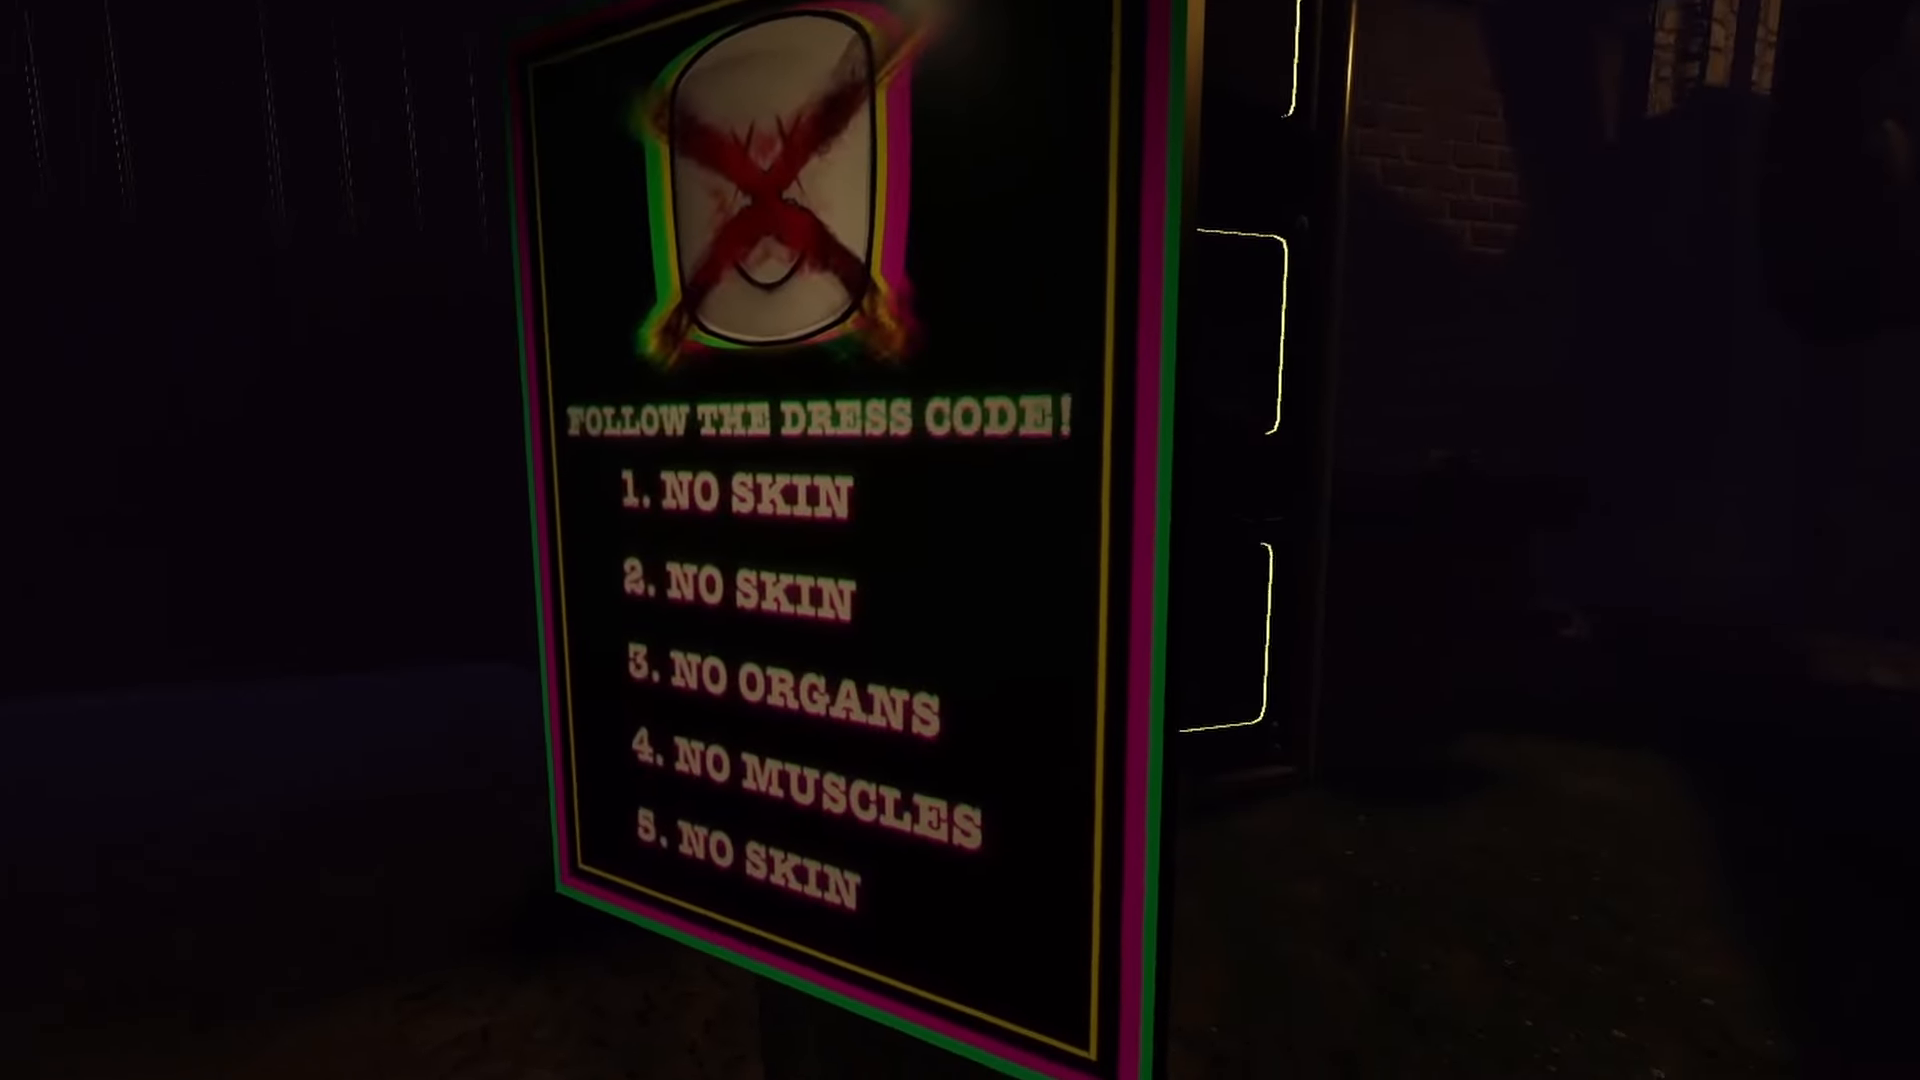 FOLLOW THE DRESS CODE!
1. NO SKIN
2. NO SKIN
3. NO ORGANS
4. NO MUSCLES
5. NO SKIN